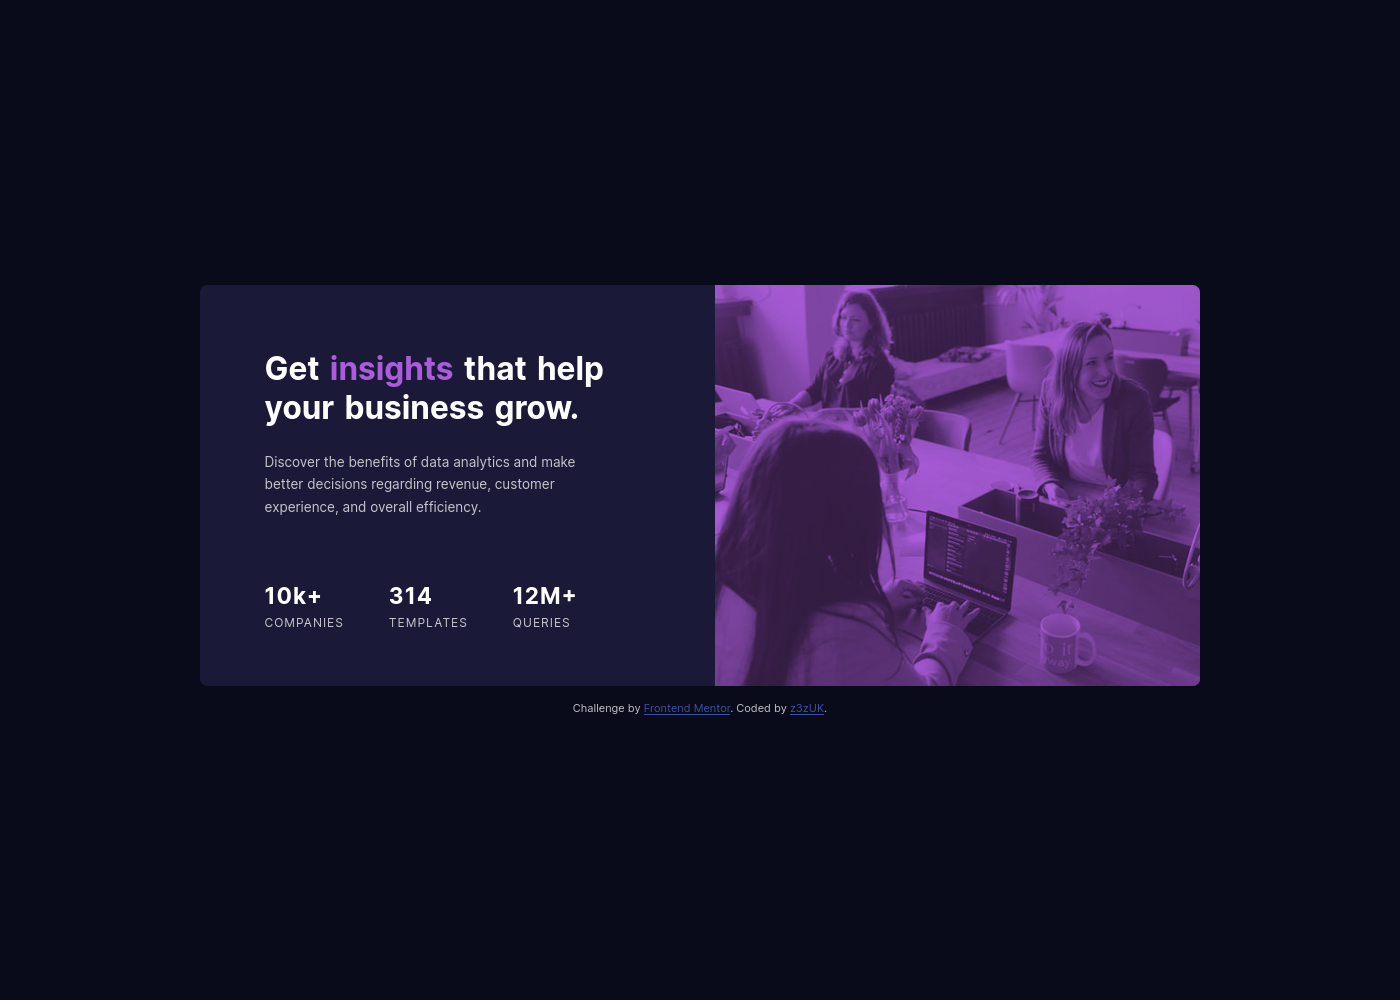 Get insights that help
your business grow.
Discover the benefits of data analytics and make
better decisions regarding revenue, customer
experience, and overall efficiency.
10k+ 314 12M+
COMPANIES TEMPLATES QUERIES
Challenge by Frontend Mentor. Coded by z3zUK.